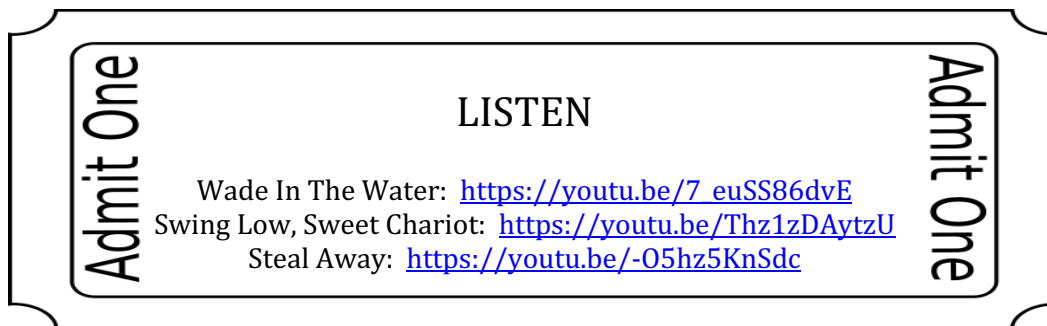 Admit One
LISTEN
Wade In The Water: https://youtu.be/7_euSS86dvE
Swing Low, Sweet Chariot: https://youtu.be/Thz1zDAytzU
Steal Away: https://youtu.be/-O5hz5KnSdc
Admit One